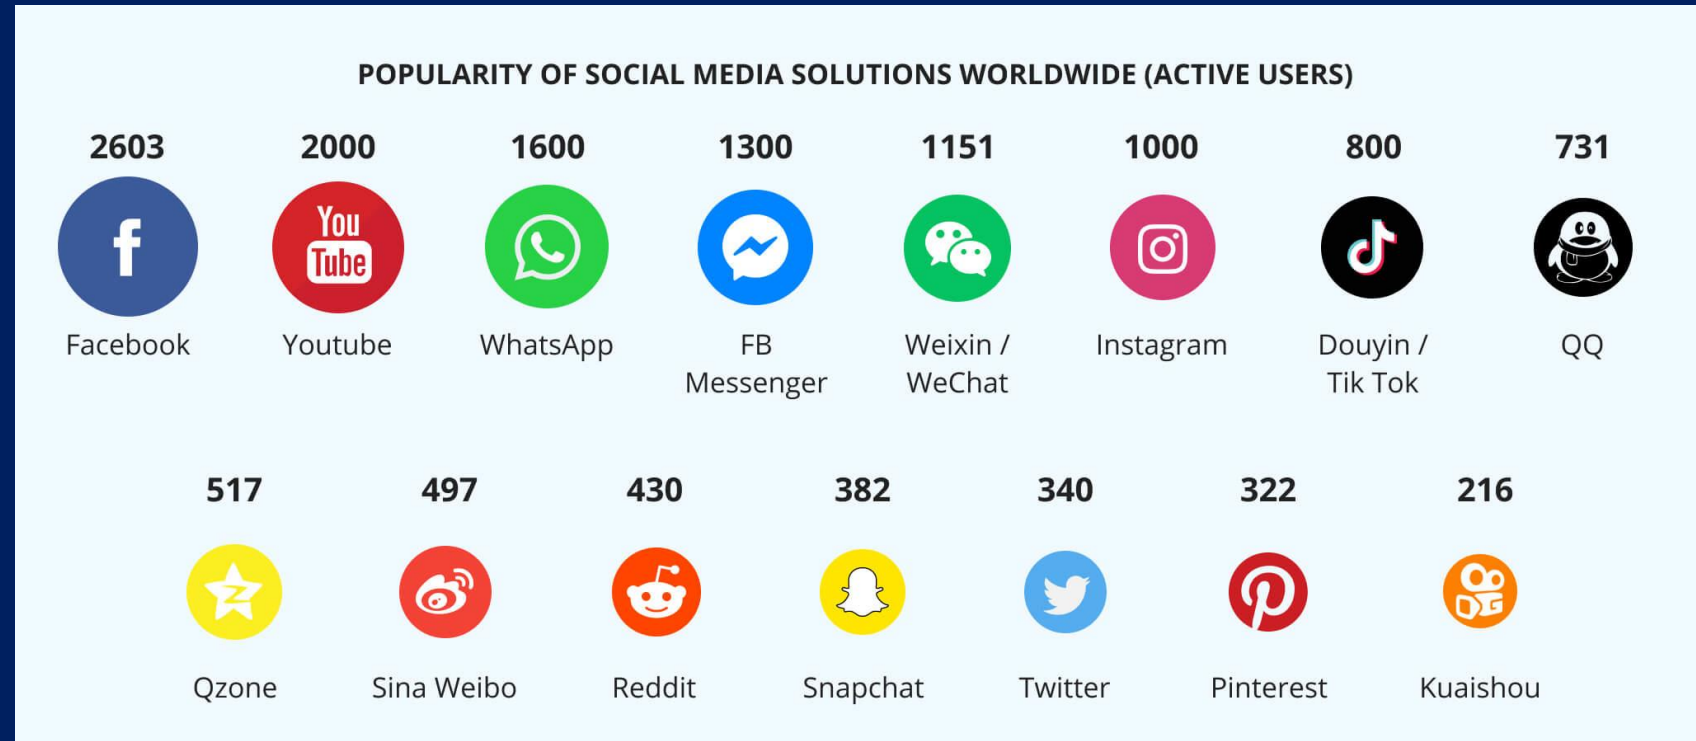 POPULARITY OF SOCIAL MEDIA SOLUTIONS WORLDWIDE (ACTIVE USERS)
2603 2000 1600 1300 1151 1000 800 731
f You
Tube
Facebook Youtube WhatsApp FB Weixin / Instagram Douyin / QQ
Messenger WeChat Tik Tok
517 497 430 382 340 322 216
Qzone Sina Weibo Reddit Snapchat Twitter Pinterest Kuaishou